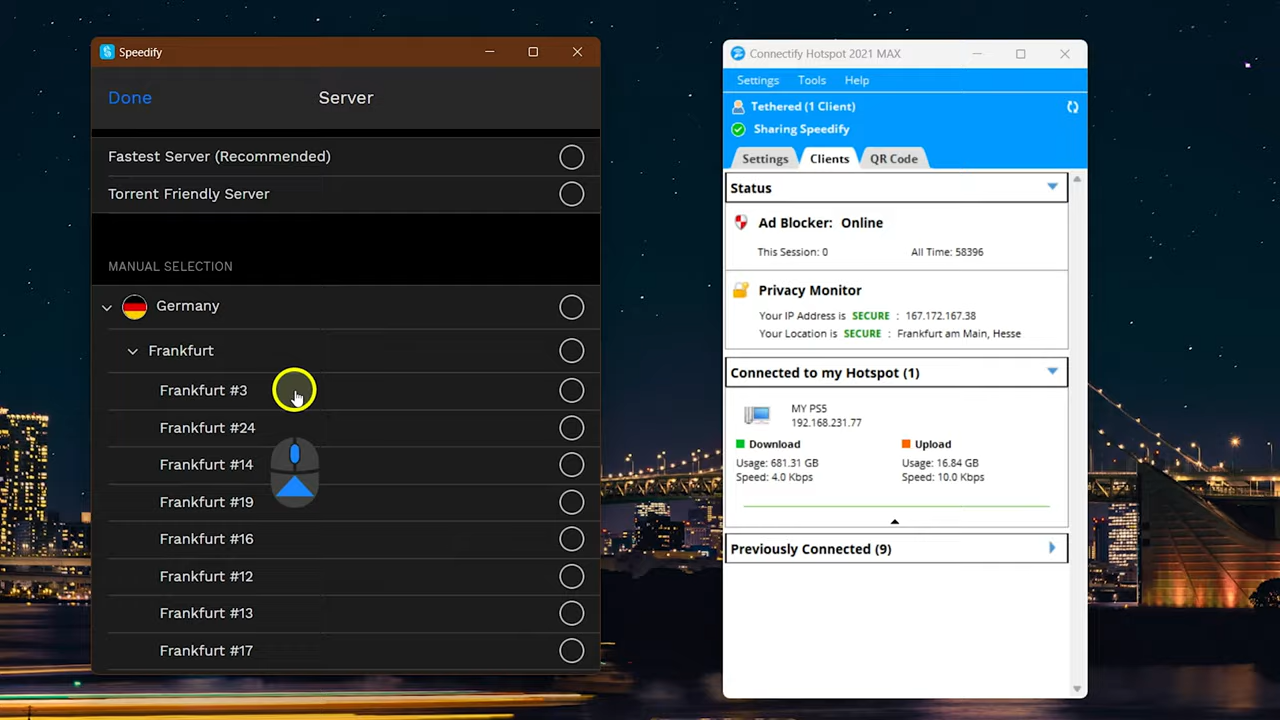 Speedify
Done
Server
Fastest Server (Recommended)
Torrent Friendly Server
MANUAL SELECTION
Germany
Frankfurt
Frankfurt #3
Frankfurt #24
Frankfurt #14
Frankfurt #19
Frankfurt #16
Frankfurt #12
Frankfurt #13
Frankfurt #17
Connectify Hotspot 2021 MAX
Settings Tools Help
Tethered (1 Client)
Sharing Speedify
Settings Clients QR Code
Status
Ad Blocker: Online
This Session: 0 All Time: 58396
Privacy Monitor
Your IP Address is SECURE : 167.172.167.38
Your Location is SECURE : Frankfurt am Main, Hesse
Connected to my Hotspot (1)
MY PS5
192.168.231.77
Download Upload
Usage: 681.31 GB Usage: 16.84 GB
Speed: 4.0 Kbps Speed: 10.0 Kbps
Previously Connected (9)